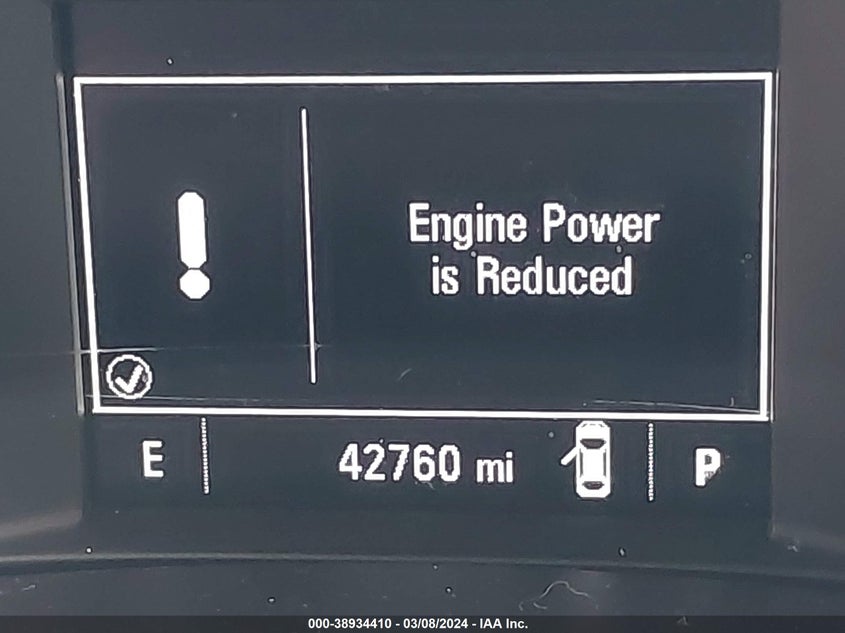 Engine Power
is Reduced
E 42760 mi P
000-38934410 - 03/08/2024 - IAA Inc.